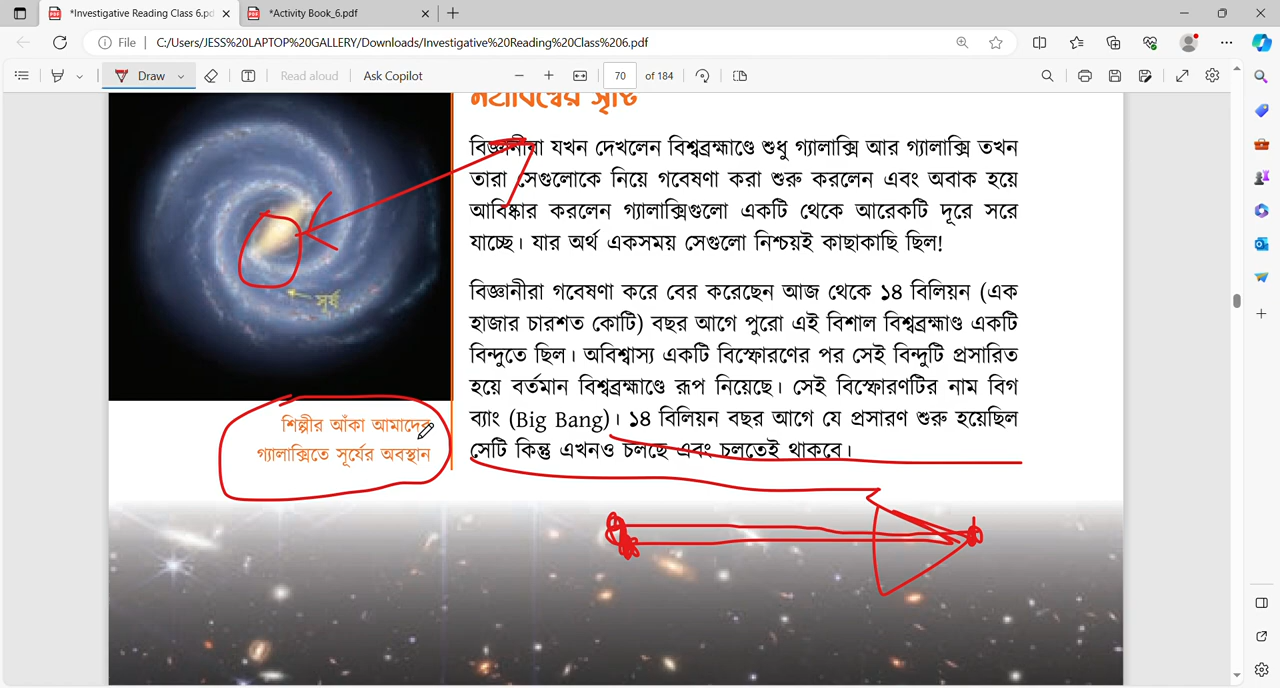 *Investigative Reading Class 6.pd
*Activity Book_6.pdf
File
C:/Users/JESS%20LAPTOP%20GALLERY/Downloads/Investigative%20Reading%20Class%206.pdf
Draw
Read aloud
Ask Copilot
70 of 184
মহাবিশ্বের সৃষ্টি
বিজ্ঞানীরা যখন দেখলেন বিশ্বব্রহ্মাণ্ডে শুধু গ্যালাক্সি আর গ্যালাক্সি তখন
তারা সেগুলোকে নিয়ে গবেষণা করা শুরু করলেন এবং অবাক হয়ে
আবিষ্কার করলেন গ্যালাক্সিগুলো একটি থেকে আরেকটি দূরে সরে
যাচ্ছে। যার অর্থ একসময় সেগুলো নিশ্চয়ই কাছাকাছি ছিল!
বিজ্ঞানীরা গবেষণা করে বের করেছেন আজ থেকে ১৪ বিলিয়ন (এক
হাজার চারশত কোটি) বছর আগে পুরো এই বিশাল বিশ্বব্রহ্মাণ্ড একটি
বিন্দুতে ছিল। অবিশ্বাস্য একটি বিস্ফোরণের পর সেই বিন্দুটি প্রসারিত
হয়ে বর্তমান বিশ্বব্রহ্মাণ্ডে রূপ নিয়েছে। সেই বিস্ফোরণটির নাম বিগ
ব্যাং (Big Bang)। ১৪ বিলিয়ন বছর আগে যে প্রসারণ শুরু হয়েছিল
সেটি কিন্তু এখনও চলছে এবং চলতেই থাকবে।
সূর্য
শিল্পীর আঁকা আমাদের
গ্যালাক্সিতে সূর্যের অবস্থান